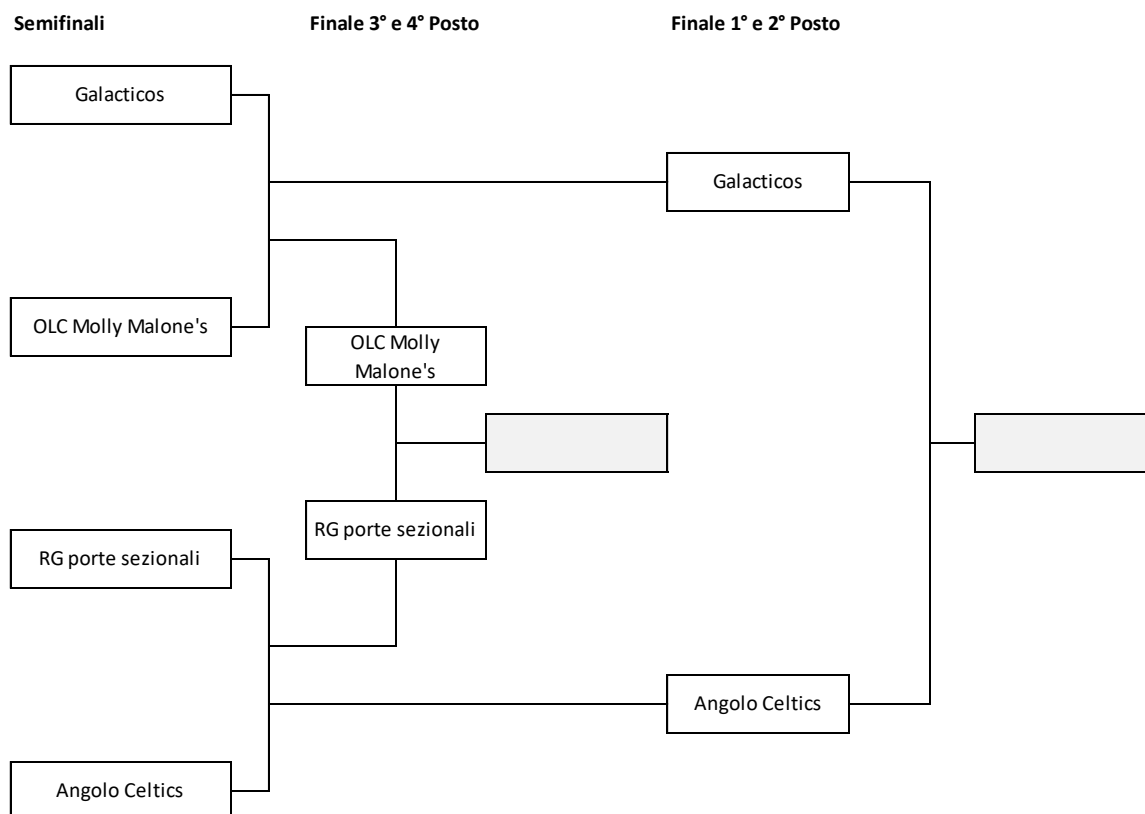 Semifinali
Finale 3° e 4° Posto
Finale 1° e 2° Posto
Galacticos
Galacticos
OLC Molly Malone's
OLC Molly
Malone's
RG porte sezionali
RG porte sezionali
Angolo Celtics
Angolo Celtics